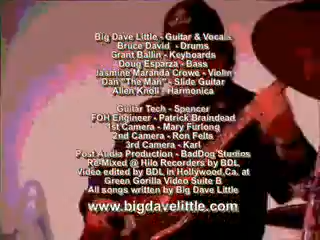 Big Dave Little - Guitar & Vocals
Bruce David - Drums
Grant Ballin - Keyboards
Doug Esparza - Bass
Jasmine Maranda Crowe - Violin
Dan "The Man" - Slide Guitar
Allen Knoll - Harmonica
Guitar Tech - Spencer
FOH Engineer - Patrick Braindead
1st Camera - Mary Furlong
2nd Camera - Ron Felts
3rd Camera - Karl
Post Audio Production - BadDog Studios
Re-Mixed @ Hilo Recorders by BDL
Video edited by BDL in Hollywood,Ca. at
Green Gorilla Video Suite B
All songs written by Big Dave Little
www.bigdavelittle.com